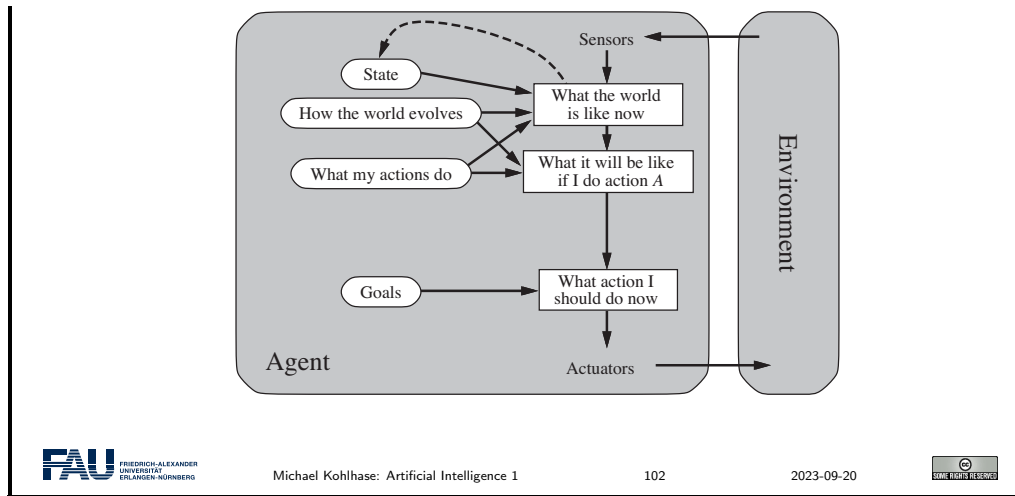 Sensors
State
What the world
is like now
How the world evolves
What it will be like
if I do action A
What my actions do
Environment
What action I
should do now
Goals
Agent
Actuators
FAU
FRIEDRICH-ALEXANDER
UNIVERSITÄT
ERLANGEN-NÜRNBERG
Michael Kohlhase: Artificial Intelligence 1
102
2023-09-20
cc
SOME RIGHTS RESERVED